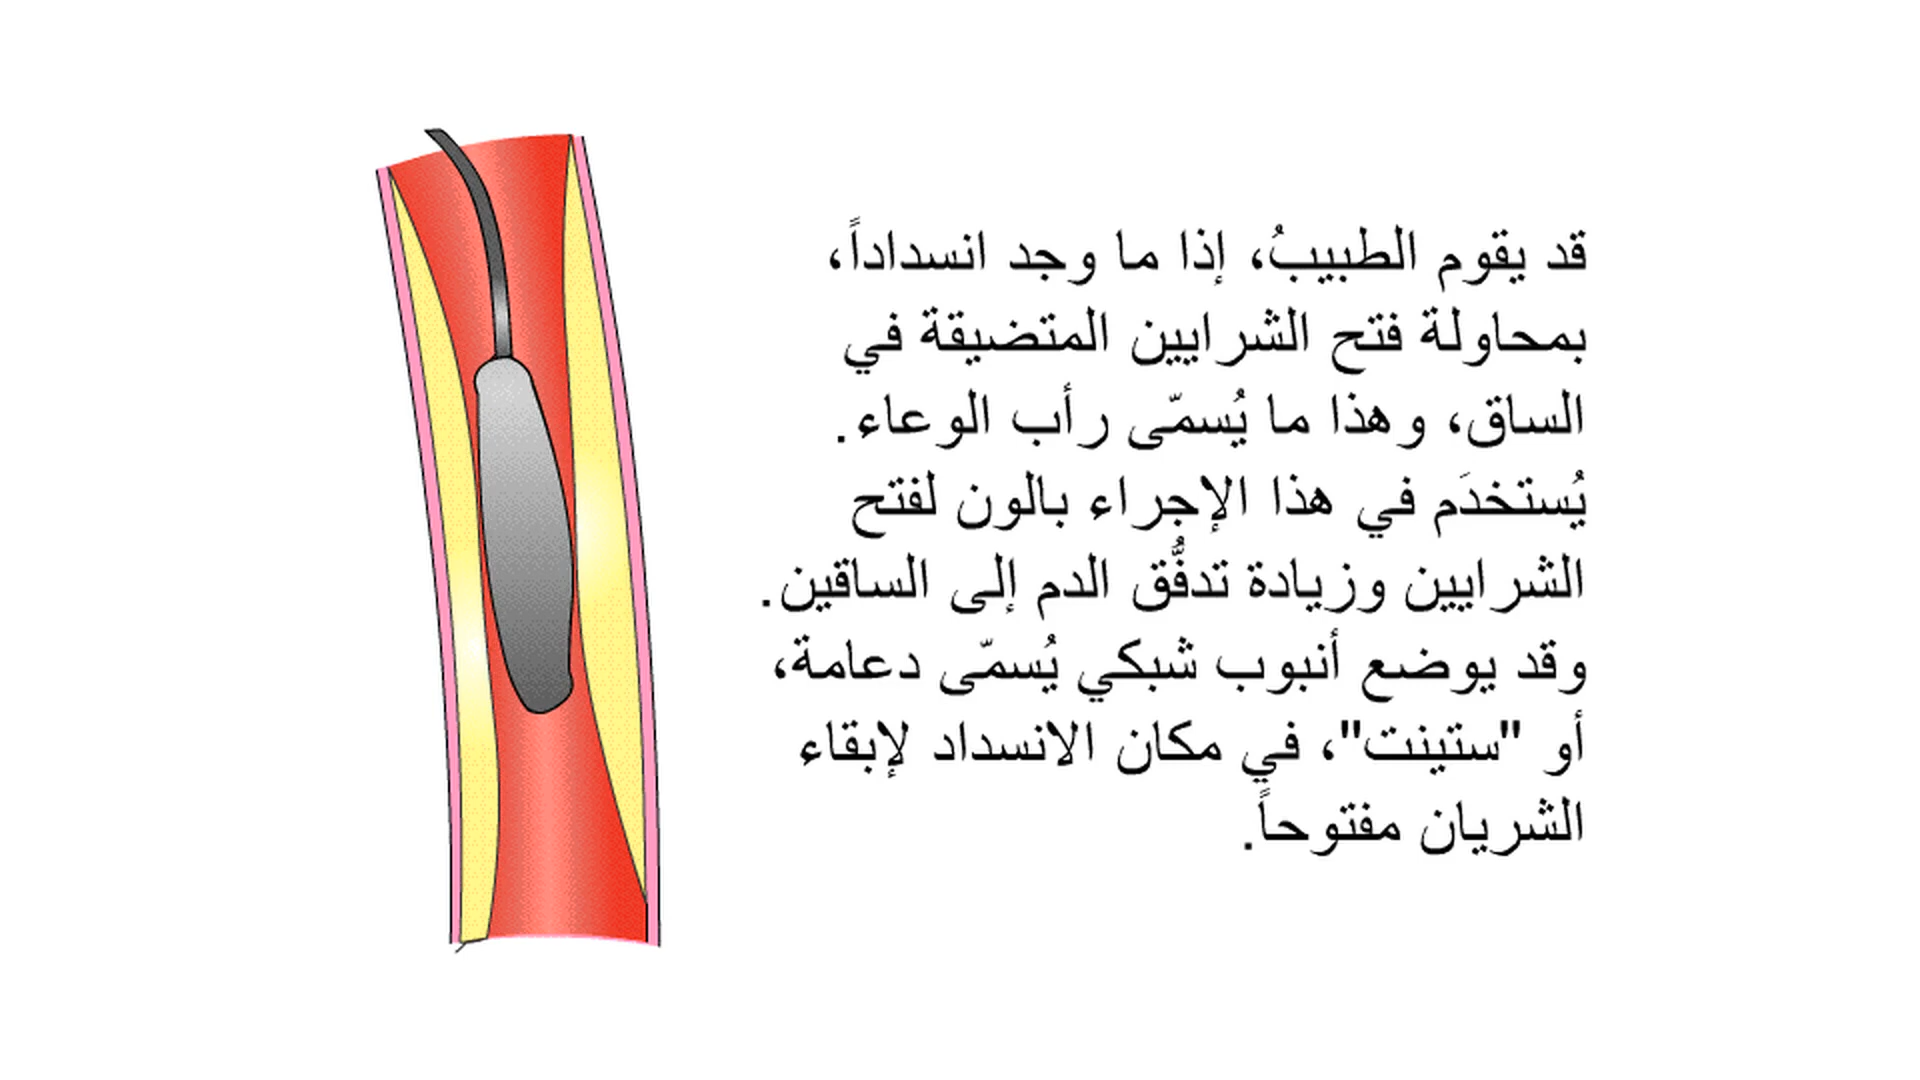 قد يقوم الطبيبُ، إذا ما وجد انسداداً،
بمحاولة فتح الشرايين المتضيقة في
الساق، وهذا ما يُسمّى رأب الوعاء.
يُستخدَم في هذا الإجراء بالون لفتح
الشرايين وزيادة تدفُّق الدم إلى الساقين.
وقد يوضع أنبوب شبكي يُسمّى دعامة،
أو "ستينت"، في مكان الانسداد لإبقاء
الشريان مفتوحاً.